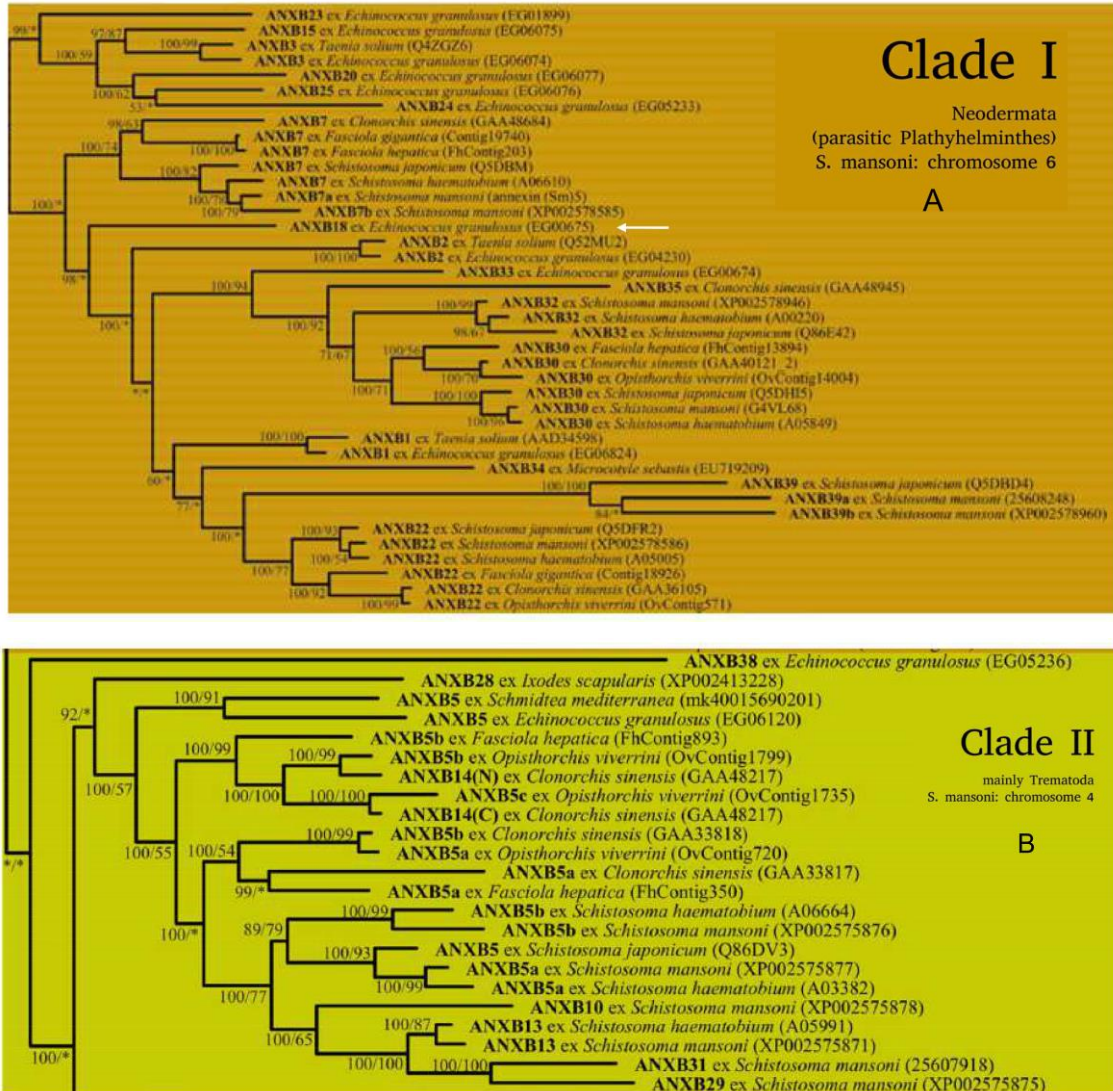 ANXB23 ex Echinococcus granulosus (EG01899)
99/*
ANXB15 ex Echinococcus granulosus (EG06075)
92/87
ANXB3 ex Taenia solium (Q4ZGZ6)
100/99
100/59
ANXB3 ex Echinococcus granulosus (EG06074)
ANXB20 ex Echinococcus granulosus (EG06077)
100/62
ANXB25 ex Echinococcus granulosus (EG06076)
53/*
ANXB24 ex Echinococcus granulosus (EG05233)
Clade I
Neodermata
(parasitic Plathyhelminthes)
S. mansoni: chromosome 6
A
ANXB7 ex Clonorchis sinensis (GAA48684)
98/63
ANXB7 ex Fasciola gigantica (Contig19740)
100/74
100/100
ANXB7 ex Fasciola hepatica (FhContig203)
ANXB7 ex Schistosoma japonicum (Q5DBM)
100/82
ANXB7 ex Schistosoma haematobium (A06610)
100/78
ANXB7a ex Schistosoma mansoni (annexin (Sm)5)
100/79
ANXB7b ex Schistosoma mansoni (XP002578585)
100/*
ANXB18 ex Echinococcus granulosus (EG00675)
ANXB2 ex Taenia solium (Q52MU2)
100/100
ANXB2 ex Echinococcus granulosus (EG04230)
98/*
ANXB33 ex Echinococcus granulosus (EG00674)
100/94
ANXB35 ex Clonorchis sinensis (GAA48945)
100/99
ANXB32 ex Schistosoma mansoni (XP002578946)
100/*
100/92
ANXB32 ex Schistosoma haematobium (A00220)
98/67
ANXB32 ex Schistosoma japonicum (Q86E42)
71/67
100/56
ANXB30 ex Fasciola hepatica (FhContig13894)
ANXB30 ex Clonorchis sinensis (GAA40121_2)
100/70
ANXB30 ex Opisthorchis viverrini (OvContig14004)
*/*
100/71
100/100
ANXB30 ex Schistosoma japonicum (Q5DHI5)
ANXB30 ex Schistosoma mansoni (G4VL68)
100/96
ANXB30 ex Schistosoma haematobium (A05849)
100/100
ANXB1 ex Taenia solium (AAD34598)
ANXB1 ex Echinococcus granulosus (EG06824)
60/*
ANXB34 ex Microcotyle sebastis (EU719209)
100/100
ANXB39 ex Schistosoma japonicum (Q5DBD4)
77/*
ANXB39a ex Schistosoma mansoni (25608248)
84/*
ANXB39b ex Schistosoma mansoni (XP002578960)
100/*
100/93
ANXB22 ex Schistosoma japonicum (Q5DFR2)
ANXB22 ex Schistosoma mansoni (XP002578586)
100/54
ANXB22 ex Schistosoma haematobium (A05005)
100/77
ANXB22 ex Fasciola gigantica (Contig18926)
100/92
ANXB22 ex Clonorchis sinensis (GAA36105)
100/99
ANXB22 ex Opisthorchis viverrini (OvContig571)
ANXB38 ex Echinococcus granulosus (EG05236)
ANXB28 ex Ixodes scapularis (XP002413228)
100/91
ANXB5 ex Schmidtea mediterranea (mk40015690201)
92/*
ANXB5 ex Echinococcus granulosus (EG06120)
Clade II
mainly Trematoda
S. mansoni: chromosome 4
B
100/99
ANXB5b ex Fasciola hepatica (FhContig893)
100/99
ANXB5b ex Opisthorchis viverrini (OvContig1799)
100/57
ANXB14(N) ex Clonorchis sinensis (GAA48217)
100/100
100/100
ANXB5c ex Opisthorchis viverrini (OvContig1735)
ANXB14(C) ex Clonorchis sinensis (GAA48217)
100/99
ANXB5b ex Clonorchis sinensis (GAA33818)
100/55
100/54
ANXB5a ex Opisthorchis viverrini (OvContig720)
*/*
ANXB5a ex Clonorchis sinensis (GAA33817)
99/*
ANXB5a ex Fasciola hepatica (FhContig350)
100/99
ANXB5b ex Schistosoma haematobium (A06664)
100/*
89/79
ANXB5b ex Schistosoma mansoni (XP002575876)
100/93
ANXB5 ex Schistosoma japonicum (Q86DV3)
ANXB5a ex Schistosoma mansoni (XP002575877)
100/99
ANXB5a ex Schistosoma haematobium (A03382)
100/77
ANXB10 ex Schistosoma mansoni (XP002575878)
100/87
ANXB13 ex Schistosoma haematobium (A05991)
100/65
ANXB13 ex Schistosoma mansoni (XP002575871)
100/*
100/100
100/100
ANXB31 ex Schistosoma mansoni (25607918)
ANXB29 ex Schistosoma mansoni (XP002575875)